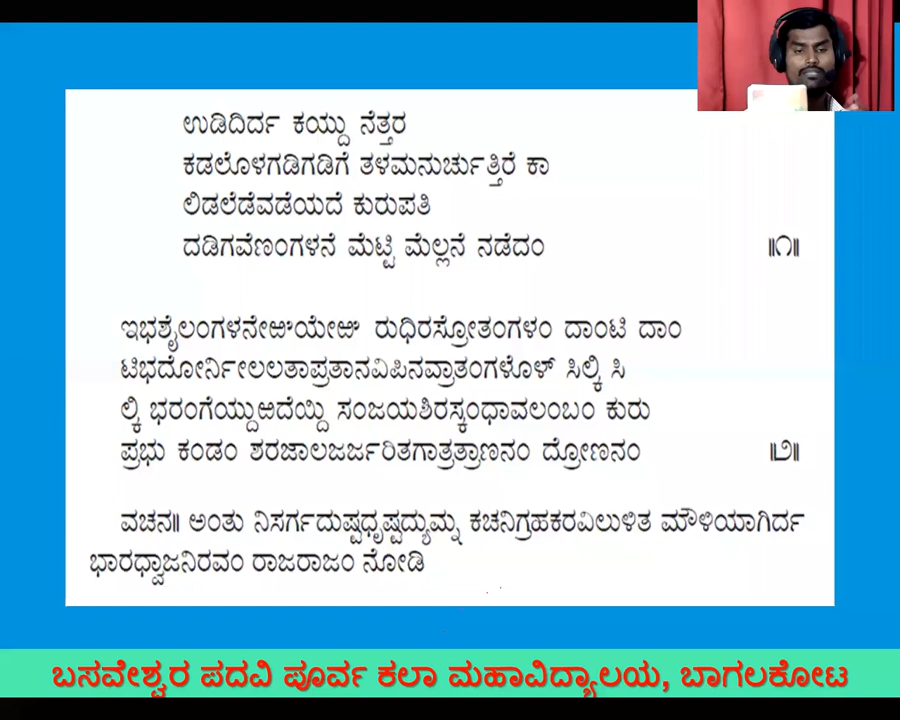 ಉಡಿದಿರ್ದ ಕಯ್ದು ನೆತ್ತರ
ಕಡಲೊಳಗಡಿಗಡಿಗೆ ತಳಮನುರ್ಚುತ್ತಿರೆ ಕಾ
ಲಿಡಲೆಡೆವಡೆಯದೆ ಕುರುಪತಿ
ದಡಿಗವೆಣಂಗಳನೆ ಮೆಟ್ಟಿ ಮೆಲ್ಲನೆ ನಡೆದಂ ॥೧॥
ಇಭಶೈಲಂಗಳನೇಱಿಯೇಱಿ ರುಧಿರಸ್ರೋತಂಗಳಂ ದಾಂಟಿ ದಾಂ
ಟಿಭದೋರ್ನೀಲಲತಾಪ್ರತಾನವಿಪಿನವ್ರಾತಂಗಳೊಳ್ ಸಿಲ್ಕಿ ಸಿ
ಲ್ಕಿ ಭರಂಗೆಯ್ದುಱದೆಯ್ದಿ ಸಂಜಯಶಿರಸ್ಕಂಧಾವಲಂಬಂ ಕುರು
ಪ್ರಭು ಕಂಡಂ ಶರಜಾಲಜರ್ಜರಿತಗಾತ್ರತ್ರಾಣನಂ ದ್ರೋಣನಂ ॥೨॥
ವಚನ॥ ಅಂತು ನಿಸರ್ಗದುಷ್ಟಧೃಷ್ಟದ್ಯುಮ್ನ ಕಚನಿಗ್ರಹಕರವಿಲುಳಿತ ಮೌಳಿಯಾಗಿರ್ದ
ಭಾರಧ್ವಾಜನಿರವಂ ರಾಜರಾಜಂ ನೋಡಿ
ಬಸವೇಶ್ವರ ಪದವಿ ಪೂರ್ವ ಕಲಾ ಮಹಾವಿದ್ಯಾಲಯ, ಬಾಗಲಕೋಟ